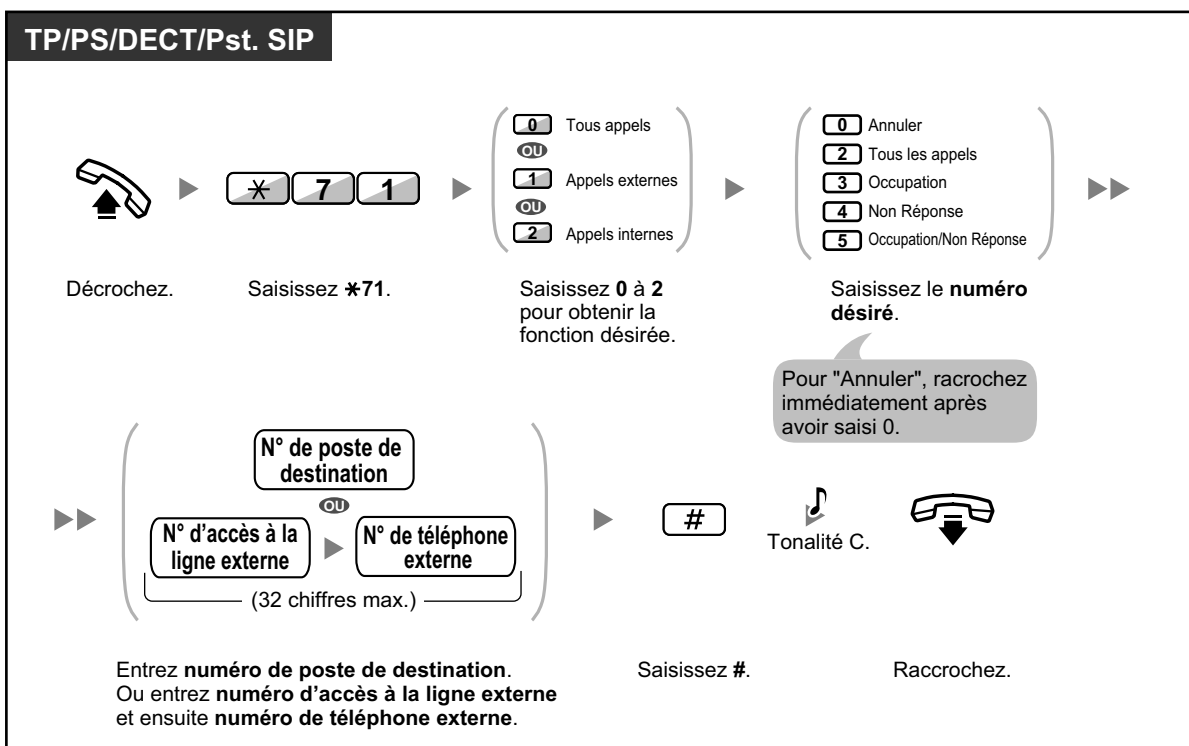 TP/PS/DECT/Pst. SIP
0 Tous appels
OU
1 Appels externes
OU
2 Appels internes
0 Annuler
2 Tous les appels
3 Occupation
4 Non Réponse
5 Occupation/Non Réponse
* 7 1
Décrochez.
Saisissez *71.
Saisissez 0 à 2
pour obtenir la
fonction désirée.
Saisissez le numéro
désiré.
Pour "Annuler", racrochez
immédiatement après
avoir saisi 0.
N° de poste de
destination
OU
N° d’accès à la
ligne externe
N° de téléphone
externe
(32 chiffres max.)
#
Tonalité C.
Entrez numéro de poste de destination.
Ou entrez numéro d’accès à la ligne externe
et ensuite numéro de téléphone externe.
Saisissez #.
Raccrochez.